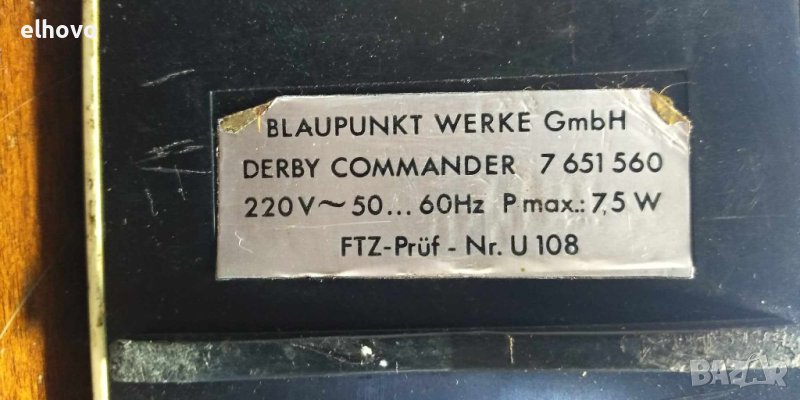 elhovo
BLAUPUNKT WERKE GmbH
DERBY COMMANDER 7 651 560
220V~50...60Hz P max.: 7,5 W
FTZ-Prüf - Nr. U 108
BAZAR